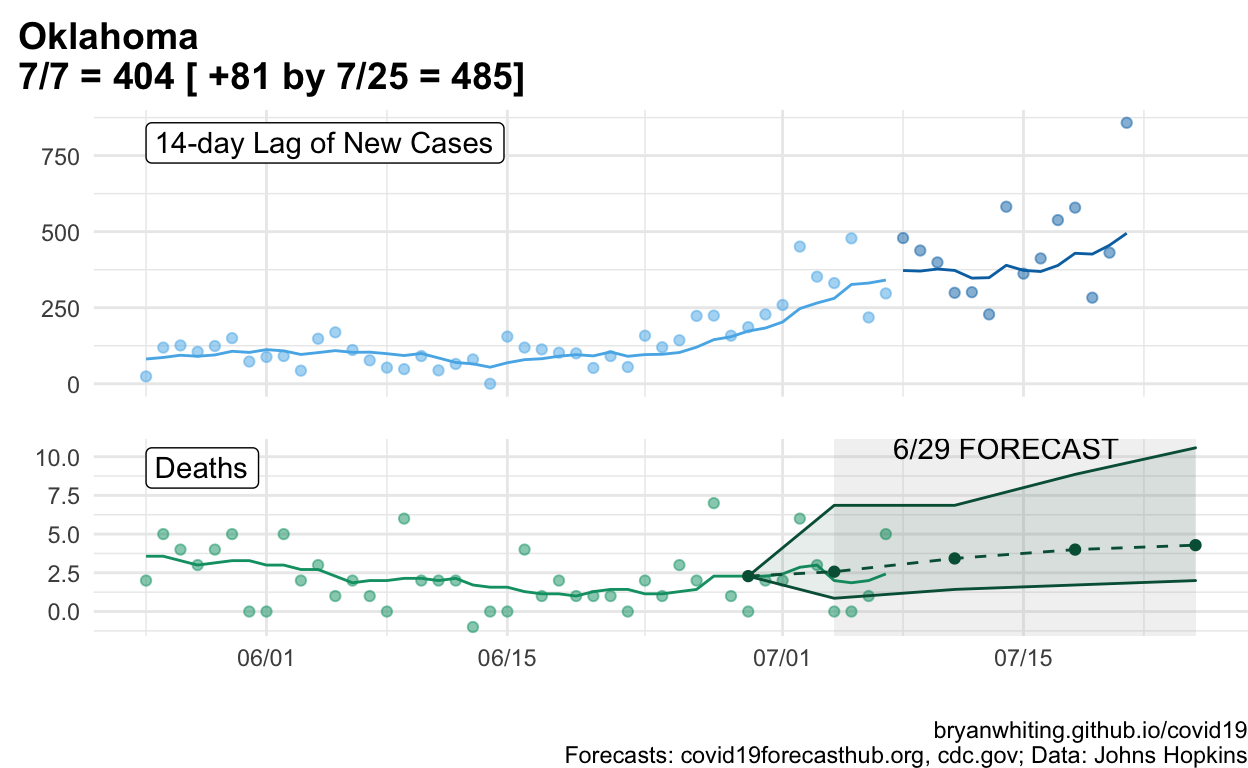 Oklahoma
7/7 = 404 [ +81 by 7/25 = 485]
14-day Lag of New Cases
750
500
250
0
6/29 FORECAST
Deaths
10.0
7.5
5.0
2.5
0.0
06/01 06/15 07/01 07/15
bryanwhiting.github.io/covid19
Forecasts: covid19forecasthub.org, cdc.gov; Data: Johns Hopkins